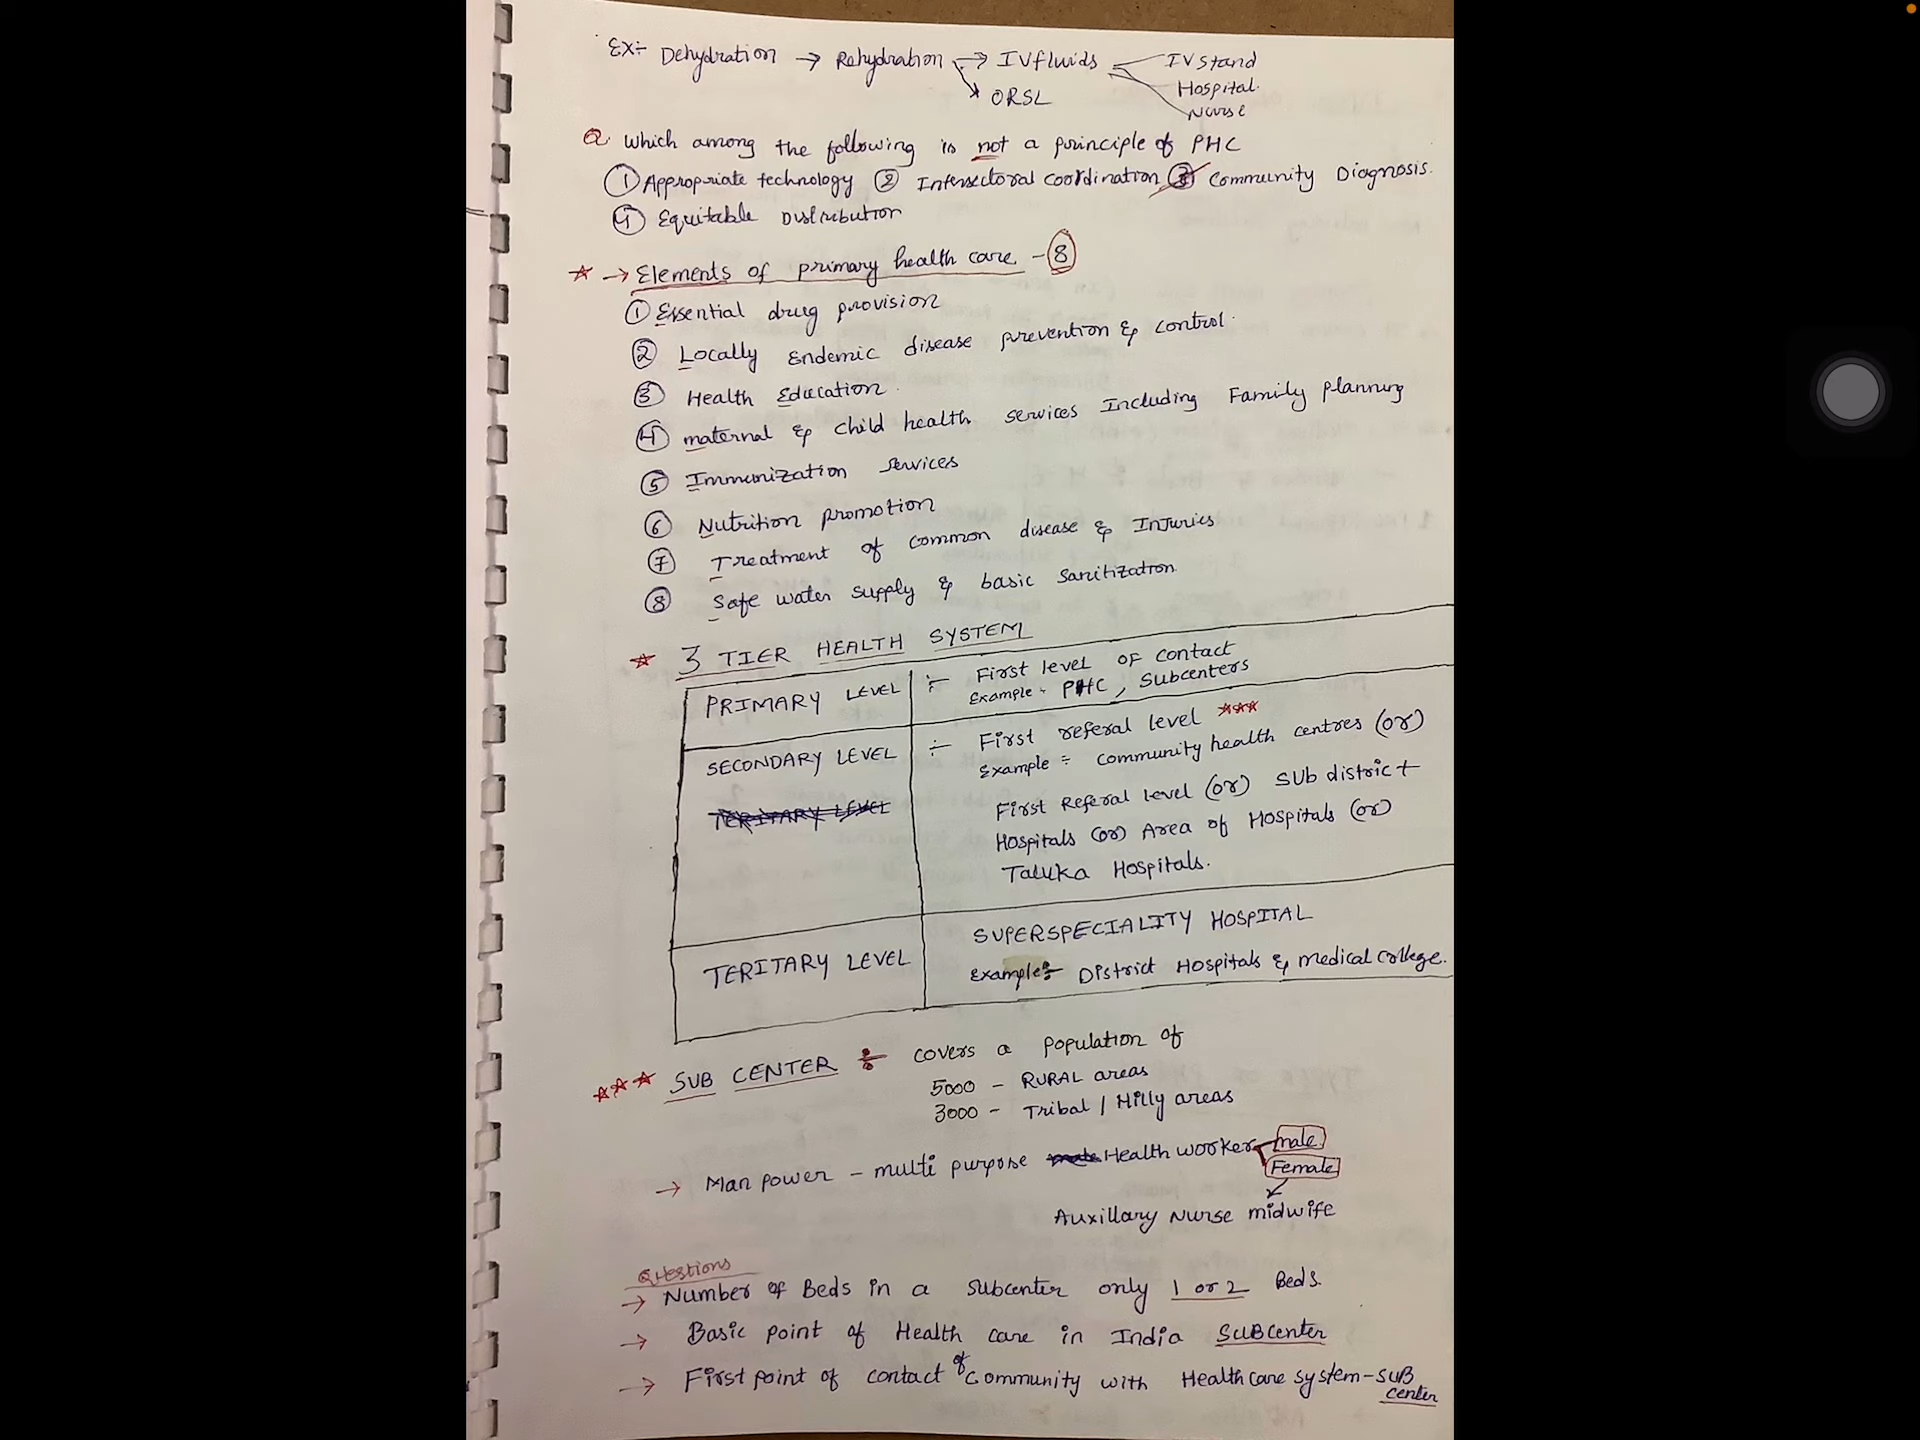 Ex÷ Dehydration → Rehydration → IV fluids IV stand
Hospital.
ORSL Nurse
Q. Which among the following is not a principle of PHC
① Appropriate technology ② Intersectoral coordination ③ Community Diagnosis.
④ Equitable Distribution
☆ → Elements of primary health care - 8
① Essential drug provision
② Locally Endemic disease prevention & control.
③ Health Education.
④ maternal & child health services Including Family planning
⑤ Immunization services
⑥ Nutrition promotion
⑦ Treatment of common disease & Injuries
⑧ Safe water supply & basic Sanitization
☆ 3 TIER HEALTH SYSTEM
PRIMARY LEVEL ÷ First level of contact
Example - PHC, Subcenters
SECONDARY LEVEL ÷ First referal level ☆☆☆
Example ÷ community health centres (or)
TERITARY LEVEL
First Referal level (or) SUb district
Hospitals (or) Area of Hospitals (or)
Taluka Hospitals.
TERITARY LEVEL SUPERSPECIALITY HOSPITAL
Example÷ District Hospitals & medical college.
☆☆☆ SUB CENTER ÷ covers a population of
5000 - RURAL areas
3000 - Tribal / Hilly areas
→ Man power - multi purpose male Health worker male
Female
Auxillary Nurse midwife
Questions
→ Number of Beds in a subcenter only 1 or 2 Beds.
→ Basic point of Health care in India SUBcenter
→ First point of contact of community with Healthcare system - SUB
center